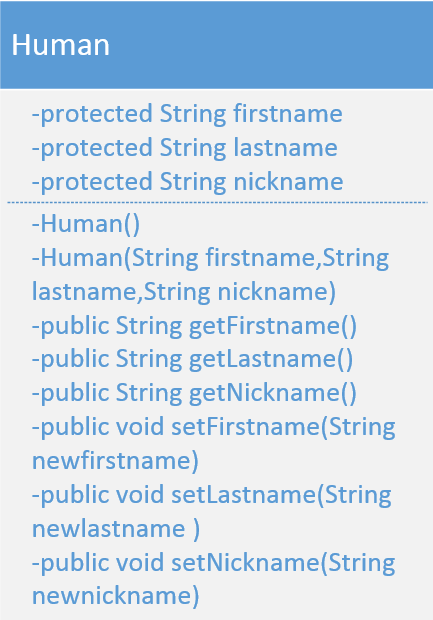 Human
-protected String firstname
-protected String lastname
-protected String nickname
-Human()
-Human(String firstname,String
lastname,String nickname)
-public String getFirstname()
-public String getLastname()
-public String getNickname()
-public void setFirstname(String
newfirstname)
-public void setLastname(String
newlastname )
-public void setNickname(String
newnickname)